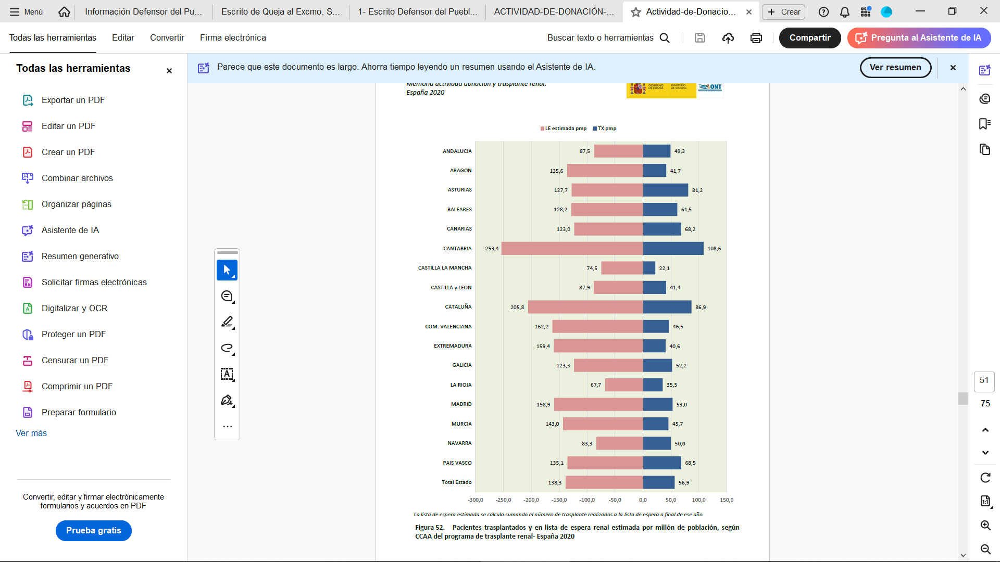 Menú
Información Defensor del Pu...
Escrito de Queja al Excmo. S...
1- Escrito Defensor del Puebl...
ACTIVIDAD-DE-DONACIÓN-...
Actividad-de-Donacio...
Crear
Todas las herramientas
Editar
Convertir
Firma electrónica
Buscar texto o herramientas
Compartir
Pregunta al Asistente de IA
Todas las herramientas
Parece que este documento es largo. Ahorra tiempo leyendo un resumen usando el Asistente de IA.
Ver resumen
Exportar un PDF
Editar un PDF
Crear un PDF
Combinar archivos
Organizar páginas
Asistente de IA
Resumen generativo
Solicitar firmas electrónicas
Digitalizar y OCR
Proteger un PDF
Censurar un PDF
Comprimir un PDF
Preparar formulario
Ver más
Convertir, editar y firmar electrónicamente
formularios y acuerdos en PDF
Prueba gratis
Memoria actividad donación y trasplante renal.
España 2020
GOBIERNO
DE ESPAÑA
MINISTERIO
DE SANIDAD
ONT
LE estimada pmp TX pmp
ANDALUCIA 87,5 49,3
ARAGON 135,6 41,7
ASTURIAS 127,7 81,2
BALEARES 128,2 61,5
CANARIAS 123,0 68,2
CANTABRIA 253,4 108,6
CASTILLA LA MANCHA 74,5 22,1
CASTILLA y LEON 87,9 41,4
CATALUÑA 205,8 86,9
COM. VALENCIANA 162,2 46,5
EXTREMADURA 159,4 40,6
GALICIA 123,3 52,2
LA RIOJA 67,7 35,5
MADRID 158,9 53,0
MURCIA 143,0 45,7
NAVARRA 83,3 50,0
PAIS VASCO 135,1 68,5
Total Estado 138,3 56,9
-300,0 -250,0 -200,0 -150,0 -100,0 -50,0 0,0 50,0 100,0 150,0
La lista de espera estimada se calcula sumando el número de trasplante realizados a la lista de espera a final de ese año
Figura 52. Pacientes trasplantados y en lista de espera renal estimada por millón de población, según
CCAA del programa de trasplante renal- España 2020
51
75
1:1